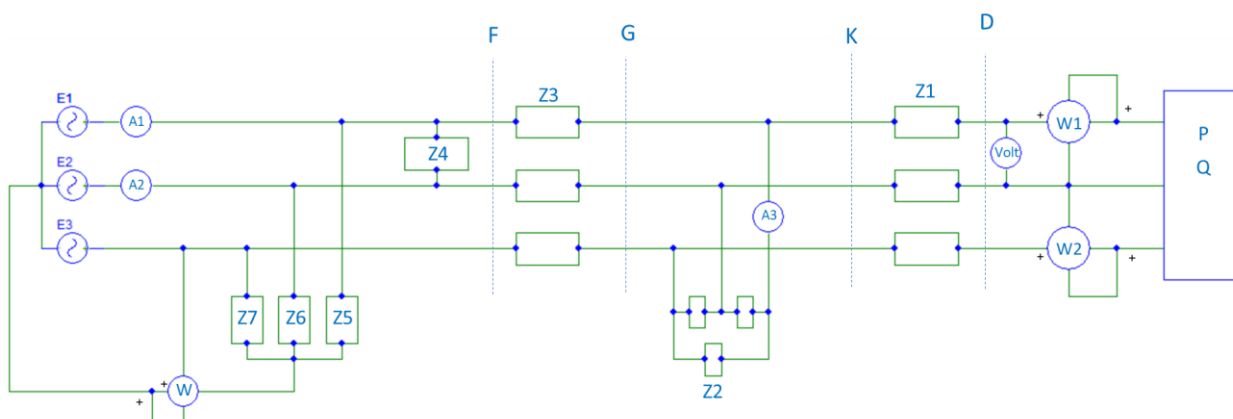 F
G
K
D
E1
A1
Z3
Z1
+
+
W1
P
Q
E2
A2
Z4
Volt
E3
A3
W2
+
+
Z7
Z6
Z5
Z2
+
W
+